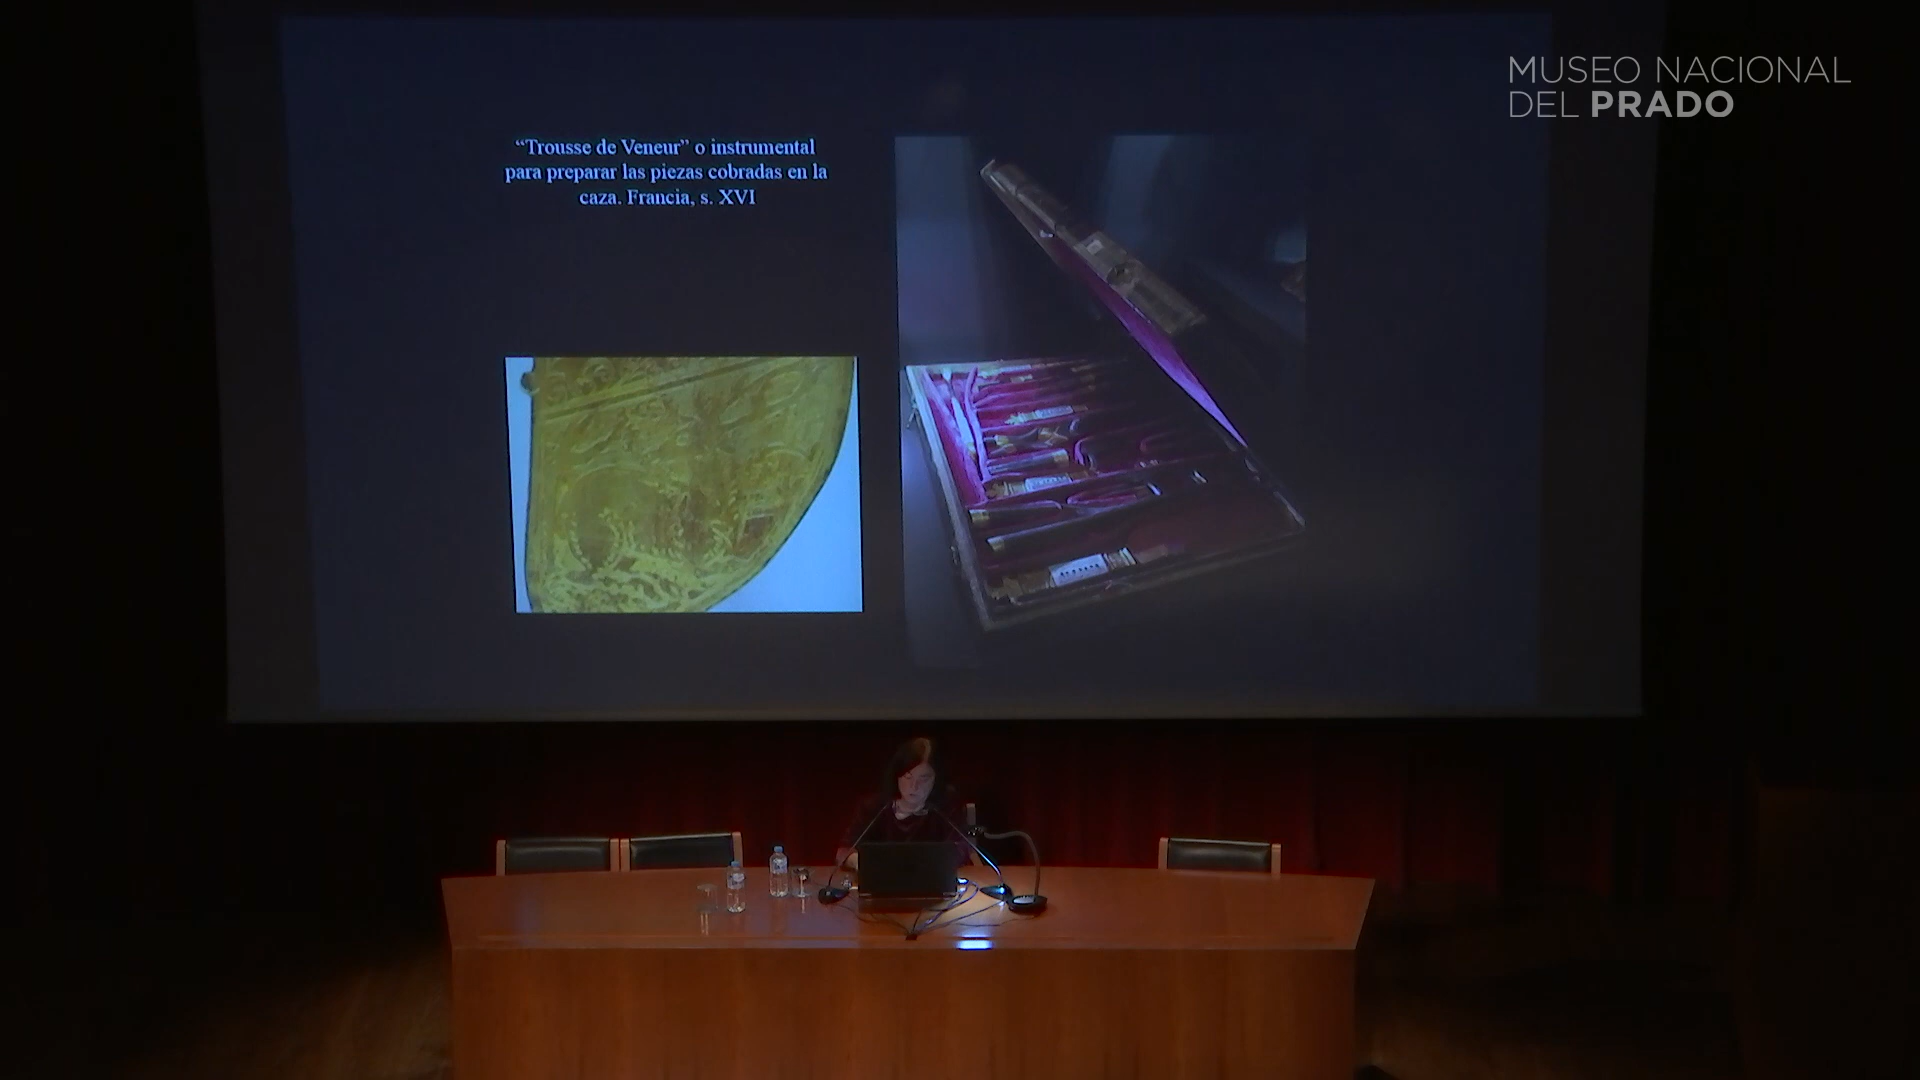 MUSEO NACIONAL
DEL PRADO
“Trousse de Veneur” o instrumental
para preparar las piezas cobradas en la
caza. Francia, s. XVI